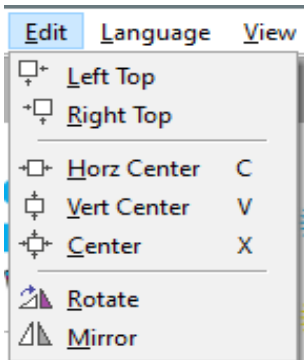 Edit Language View
Left Top
Right Top
Horz Center C
Vert Center V
Center X
Rotate
Mirror